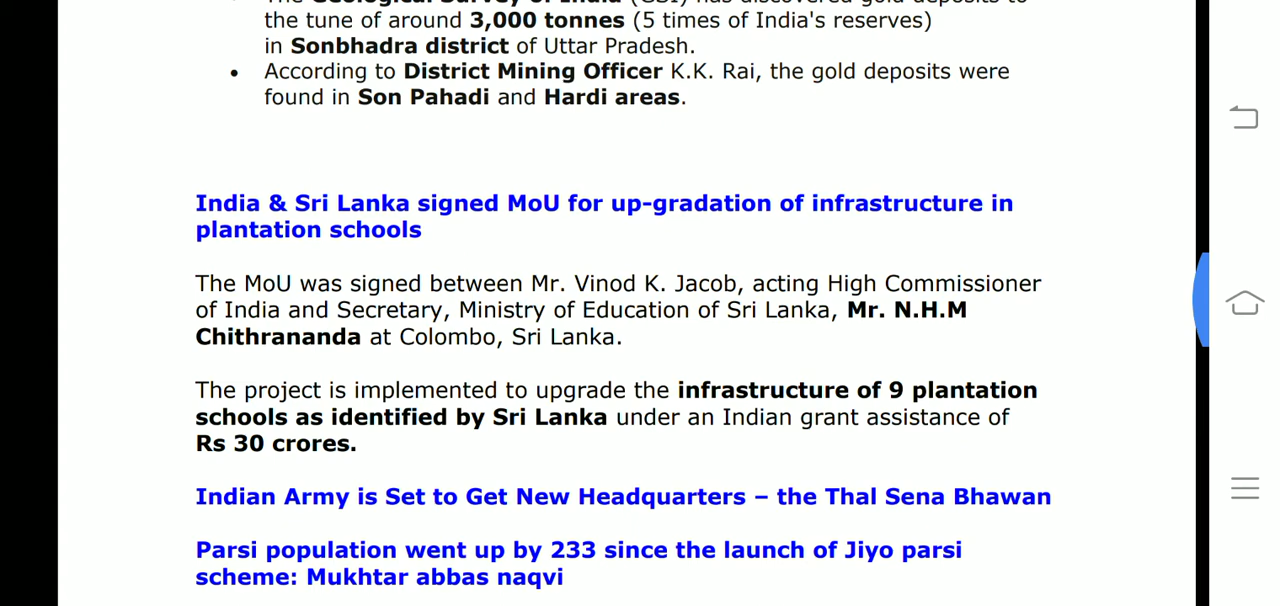 the tune of around 3,000 tonnes (5 times of India's reserves)
in Sonbhadra district of Uttar Pradesh.
• According to District Mining Officer K.K. Rai, the gold deposits were
found in Son Pahadi and Hardi areas.
India & Sri Lanka signed MoU for up-gradation of infrastructure in
plantation schools
The MoU was signed between Mr. Vinod K. Jacob, acting High Commissioner
of India and Secretary, Ministry of Education of Sri Lanka, Mr. N.H.M
Chithrananda at Colombo, Sri Lanka.
The project is implemented to upgrade the infrastructure of 9 plantation
schools as identified by Sri Lanka under an Indian grant assistance of
Rs 30 crores.
Indian Army is Set to Get New Headquarters – the Thal Sena Bhawan
Parsi population went up by 233 since the launch of Jiyo parsi
scheme: Mukhtar abbas naqvi